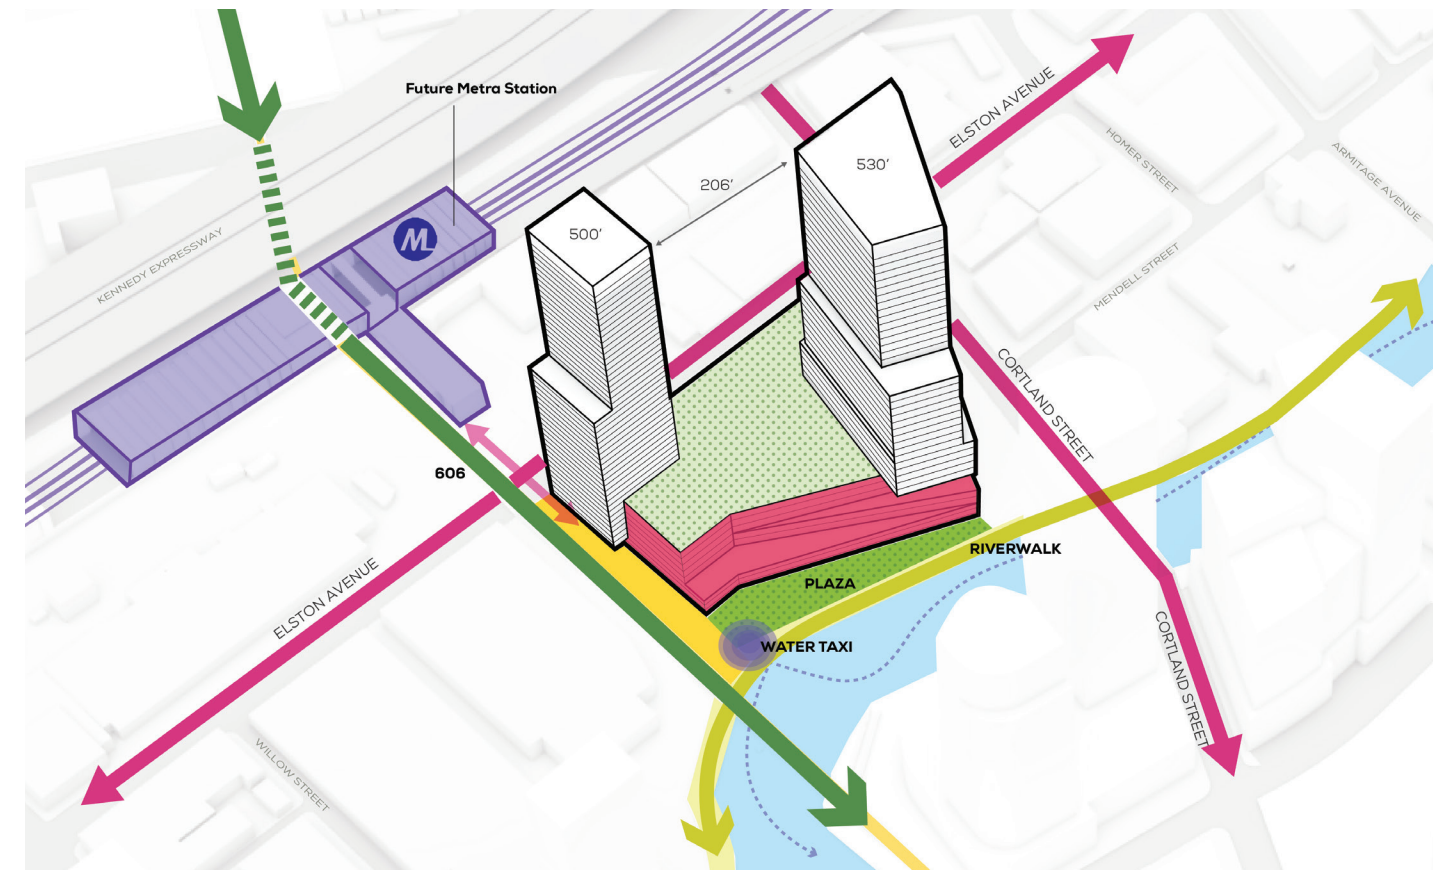 Future Metra Station
ELSTON AVENUE
HOMER STREET
ARMITAGE AVENUE
530'
206'
500'
M
KENNEDY EXPRESSWAY
MENDELL STREET
CORTLAND STREET
606
RIVERWALK
PLAZA
ELSTON AVENUE
WATER TAXI
CORTLAND STREET
WILLOW STREET